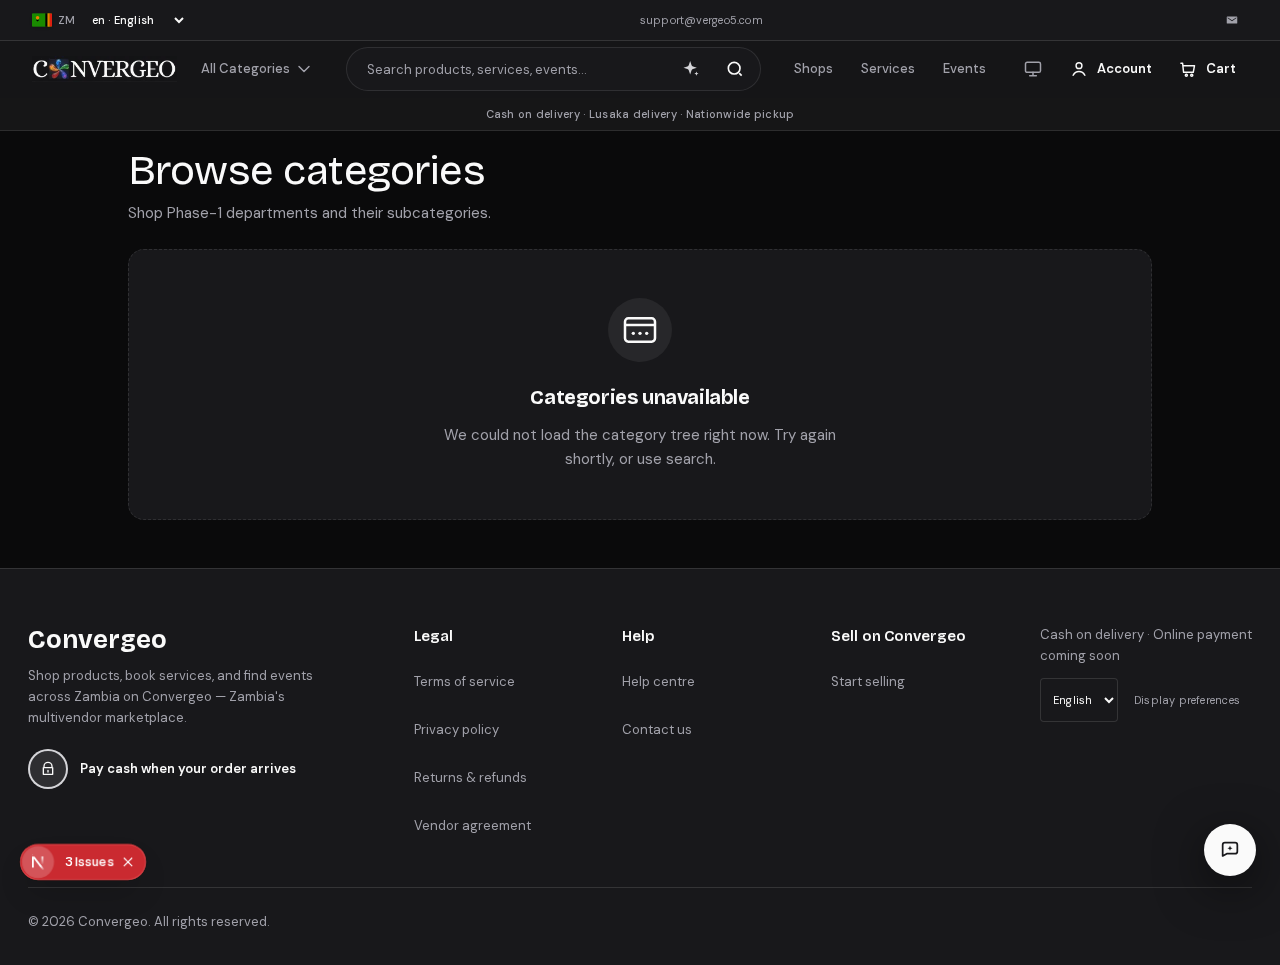 ZM
en · English
support@vergeo5.com
CONVERGEO
All Categories
Search products, services, events...
Shops
Services
Events
Account
Cart
Cash on delivery · Lusaka delivery · Nationwide pickup
Browse categories
Shop Phase-1 departments and their subcategories.
Categories unavailable
We could not load the category tree right now. Try again
shortly, or use search.
Convergeo
Shop products, book services, and find events
across Zambia on Convergeo — Zambia's
multivendor marketplace.
Pay cash when your order arrives
Legal
Terms of service
Privacy policy
Returns & refunds
Vendor agreement
Help
Help centre
Contact us
Sell on Convergeo
Start selling
Cash on delivery · Online payment
coming soon
English
Display preferences
N
3 Issues
© 2026 Convergeo. All rights reserved.